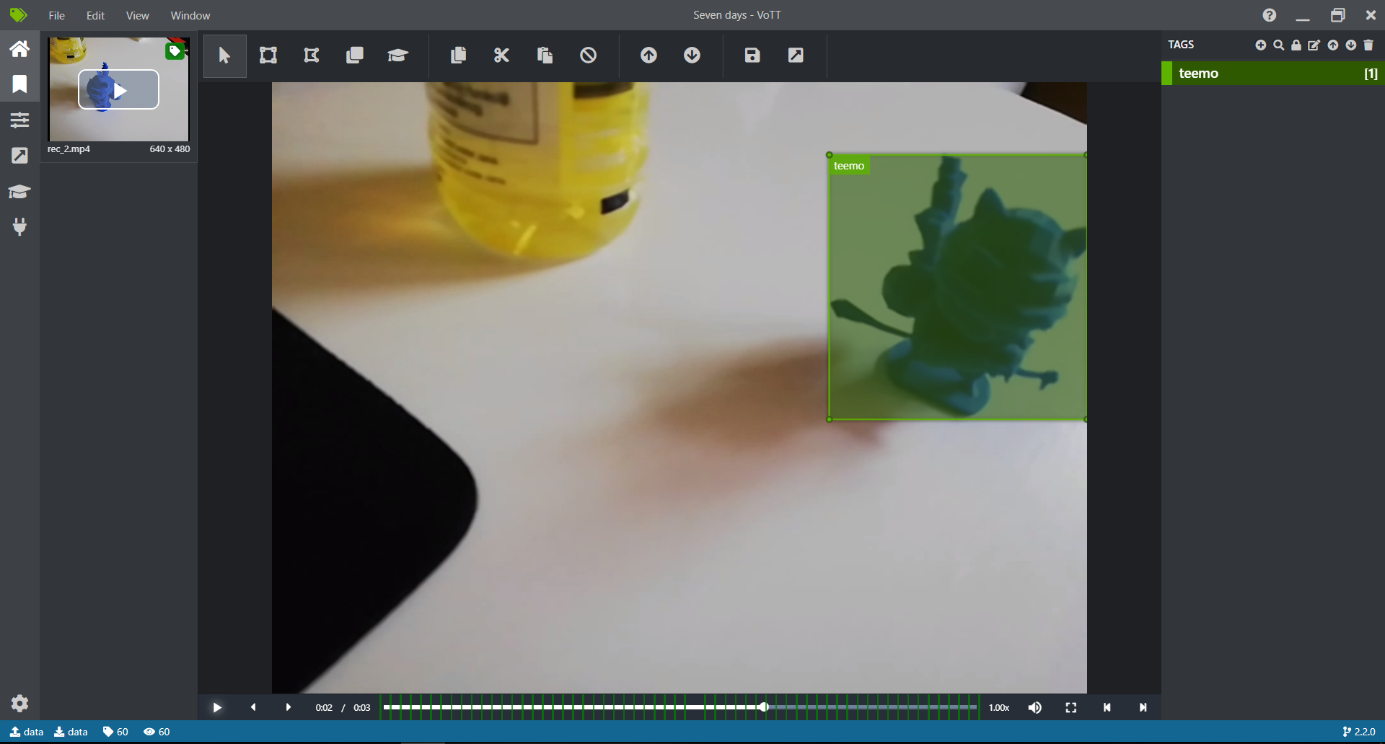 File Edit View Window
Seven days - VoTT
TAGS
teemo [1]
rec_2.mp4 640 x 480
teemo
0:02 / 0:03
1.00x
data data 60 60
2.2.0